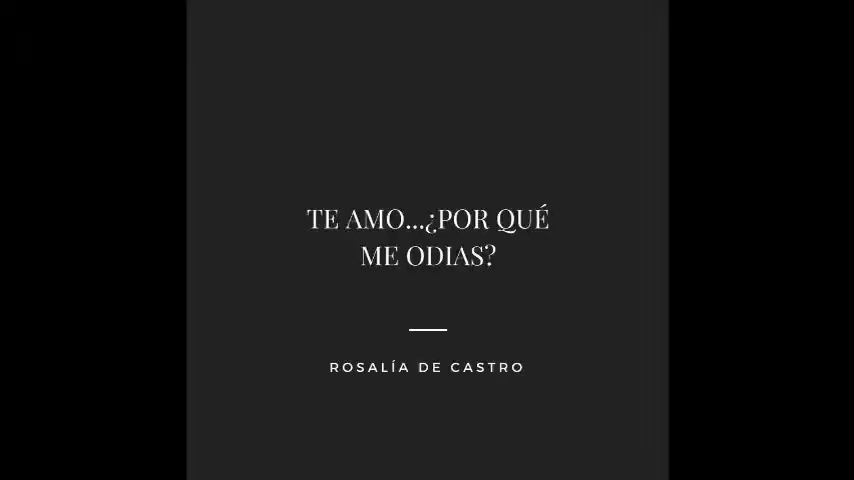 TE AMO...¿POR QUÉ
ME ODIAS?
ROSALÍA DE CASTRO